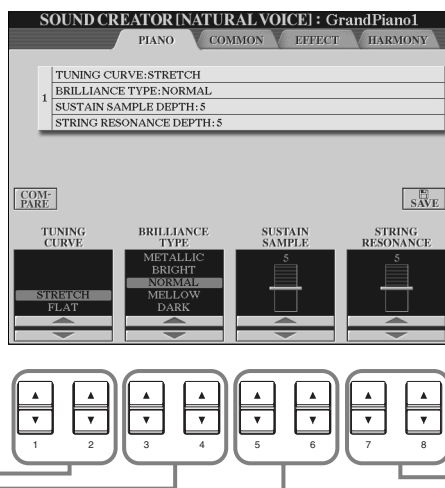 SOUND CREATOR [NATURAL VOICE] : GrandPiano1
PIANO COMMON EFFECT HARMONY
TUNING CURVE:STRETCH
1
BRILLIANCE TYPE:NORMAL
SUSTAIN SAMPLE DEPTH:5
STRING RESONANCE DEPTH:5
COM-
PARE
SAVE
TUNING
CURVE
BRILLIANCE
TYPE
SUSTAIN
SAMPLE
STRING
RESONANCE
STRETCH
FLAT
METALLIC
BRIGHT
NORMAL
MELLOW
DARK
5
5
1 2 3 4 5 6 7 8